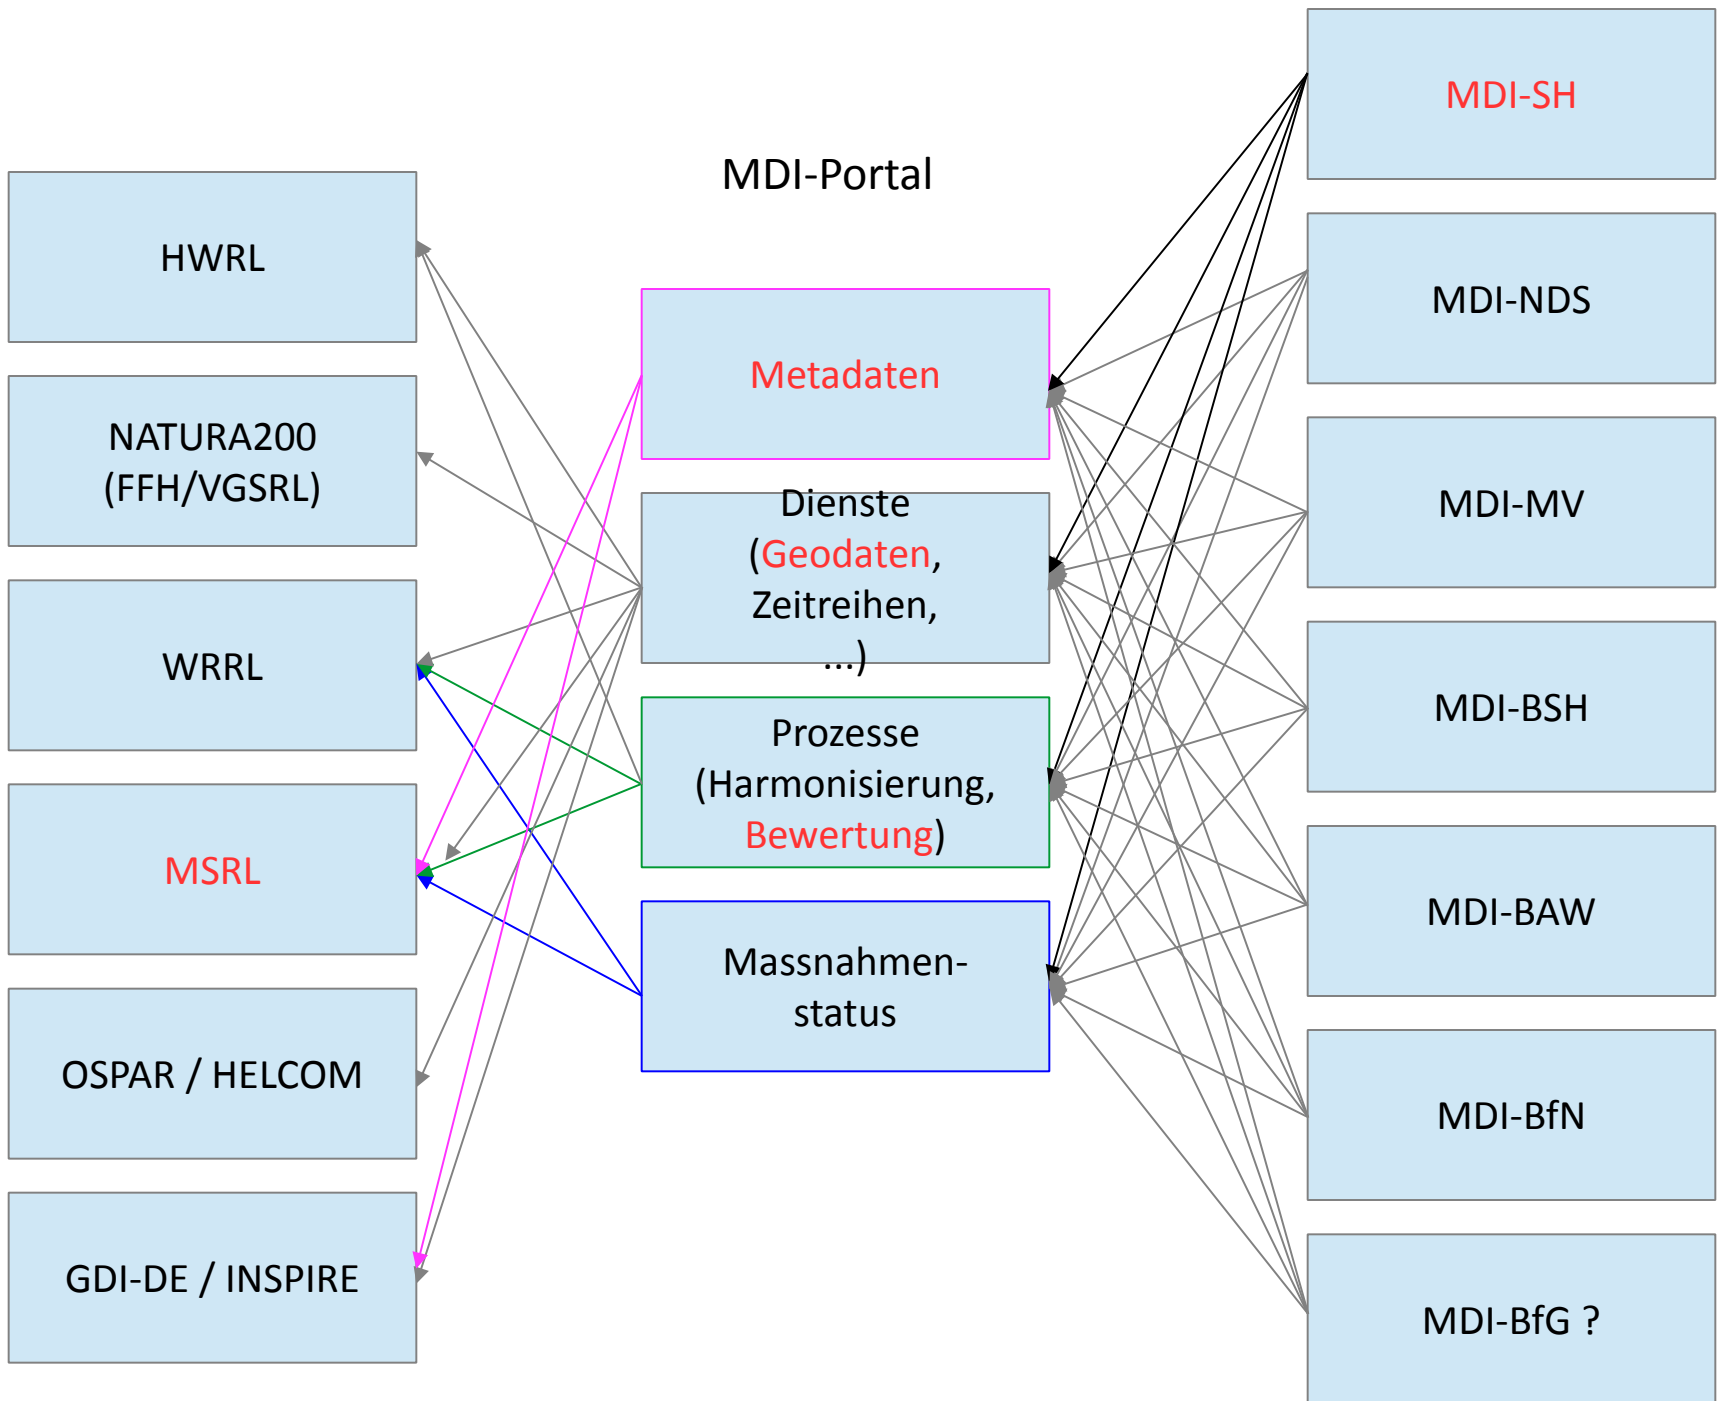 MDI-Portal
HWRL
NATURA200
(FFH/VGSRL)
WRRL
MSRL
OSPAR / HELCOM
GDI-DE / INSPIRE
Metadaten
Dienste
(Geodaten,
Zeitreihen,
...)
Prozesse
(Harmonisierung,
Bewertung)
Massnahmen-
status
MDI-SH
MDI-NDS
MDI-MV
MDI-BSH
MDI-BAW
MDI-BfN
MDI-BfG ?